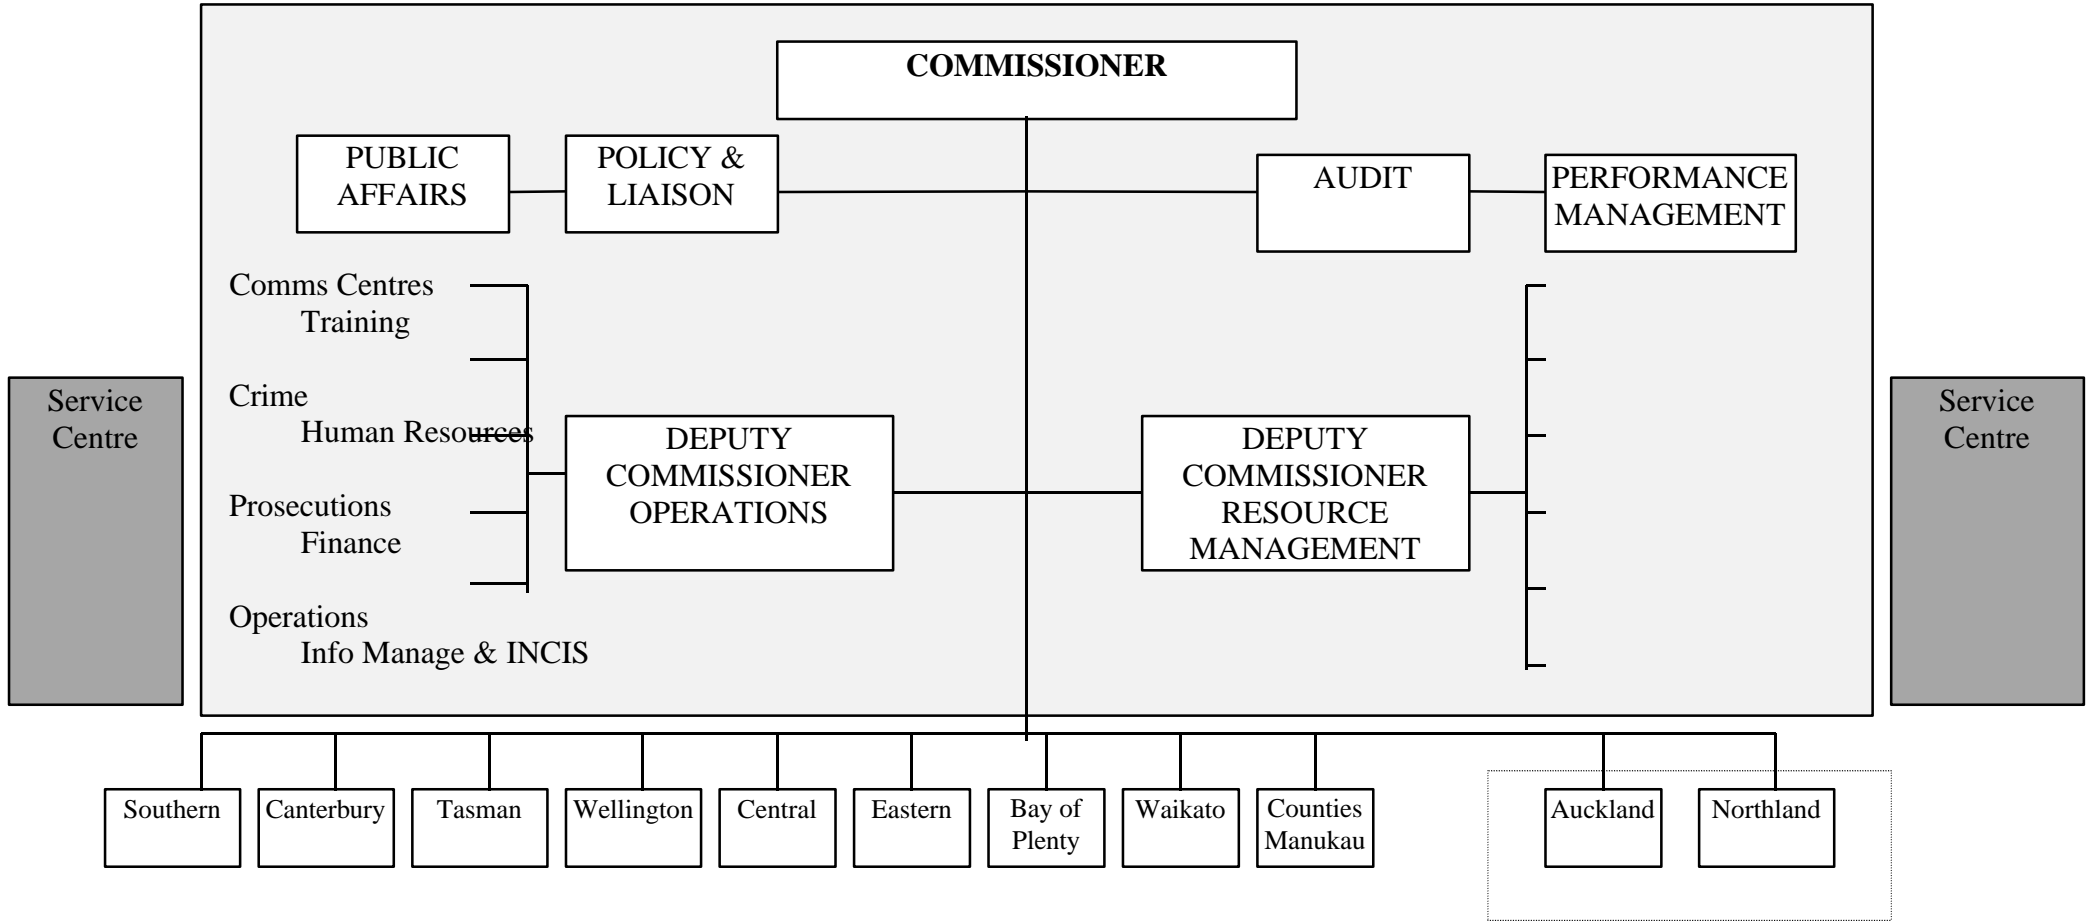 COMMISSIONER
PUBLIC
AFFAIRS
POLICY &
LIAISON
AUDIT
PERFORMANCE
MANAGEMENT
Comms Centres
Training
Crime
Human Resources
Prosecutions
Finance
Operations
Info Manage & INCIS
Service
Centre
DEPUTY
COMMISSIONER
OPERATIONS
DEPUTY
COMMISSIONER
RESOURCE
MANAGEMENT
Service
Centre
Southern
Canterbury
Tasman
Wellington
Central
Eastern
Bay of
Plenty
Waikato
Counties
Manukau
Auckland
Northland